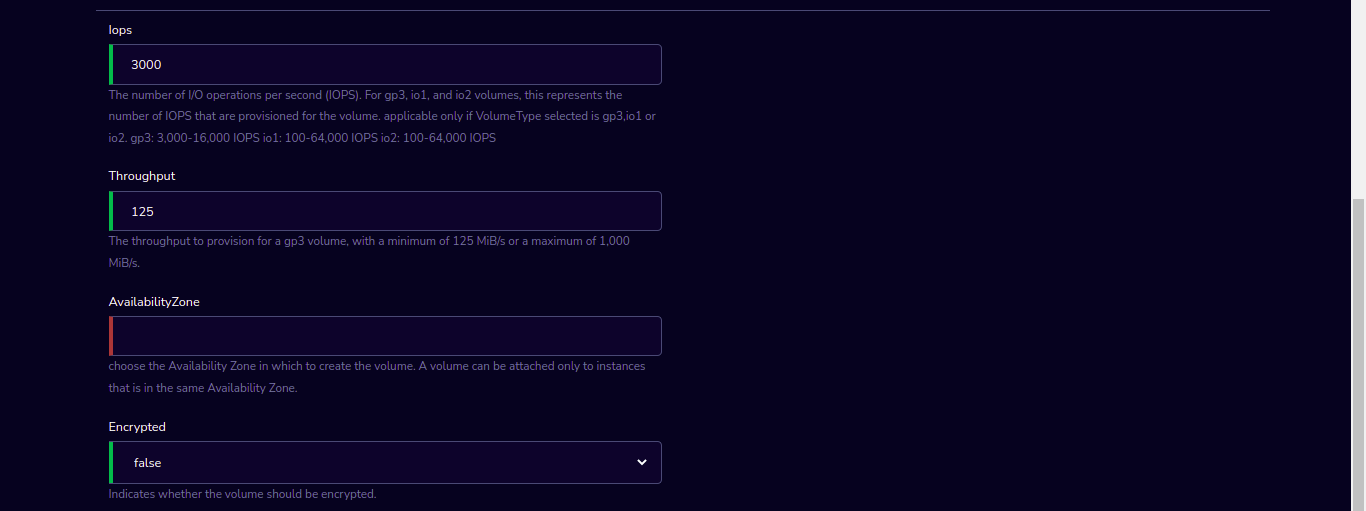 Iops
3000
The number of I/O operations per second (IOPS). For gp3, io1, and io2 volumes, this represents the
number of IOPS that are provisioned for the volume. applicable only if VolumeType selected is gp3,io1 or
io2. gp3: 3,000-16,000 IOPS io1: 100-64,000 IOPS io2: 100-64,000 IOPS
Throughput
125
The throughput to provision for a gp3 volume, with a minimum of 125 MiB/s or a maximum of 1,000
MiB/s.
AvailabilityZone
choose the Availability Zone in which to create the volume. A volume can be attached only to instances
that is in the same Availability Zone.
Encrypted
false
Indicates whether the volume should be encrypted.